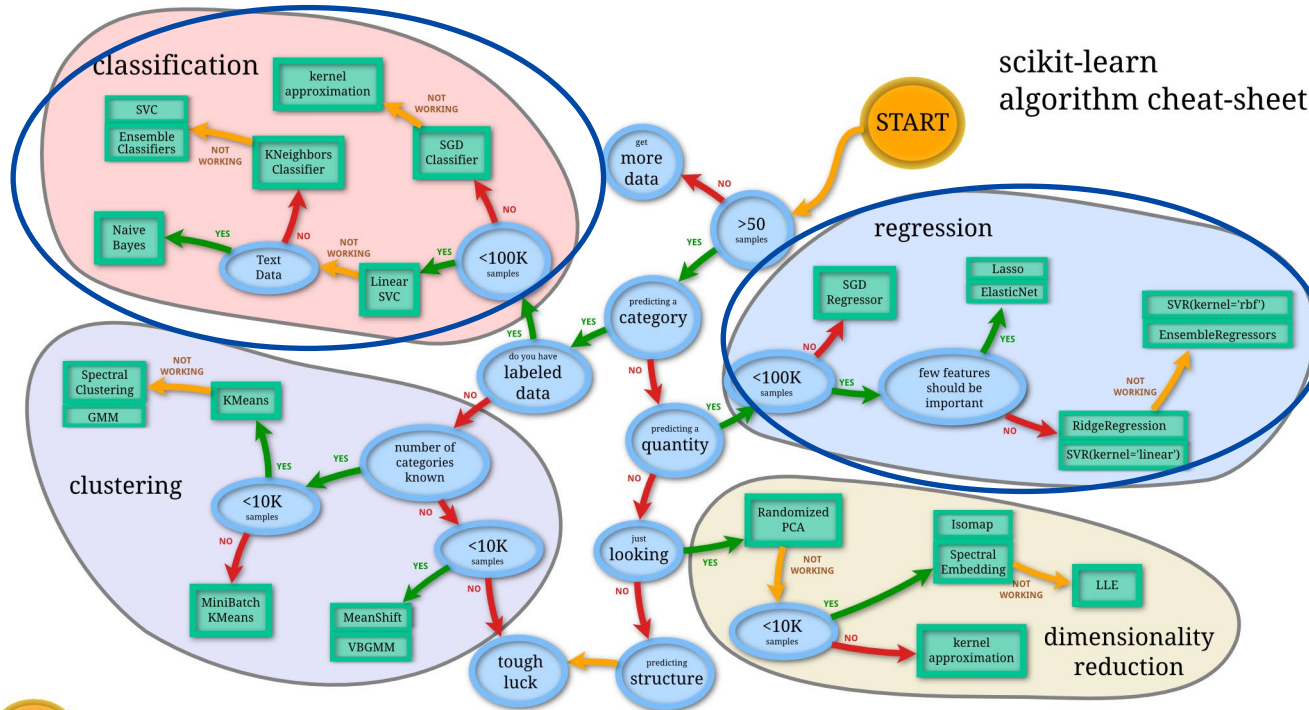 scikit-learn
algorithm cheat-sheet
START
classification
kernel
approximation
NOT
WORKING
SVC
Ensemble
Classifiers
NOT
WORKING
KNeighbors
Classifier
SGD
Classifier
NO
Naive
Bayes
YES
Text
Data
NO
NOT
WORKING
Linear
SVC
YES
<100K
samples
YES
get
more
data
NO
>50
samples
YES
predicting a
category
YES
do you have
labeled
data
NO
NO
predicting a
quantity
YES
NO
just
looking
YES
NO
predicting
structure
tough
luck
regression
SGD
Regressor
NO
<100K
samples
YES
Lasso
ElasticNet
YES
few features
should be
important
NO
SVR(kernel='rbf')
EnsembleRegressors
NOT
WORKING
RidgeRegression
SVR(kernel='linear')
clustering
Spectral
Clustering
GMM
NOT
WORKING
KMeans
YES
<10K
samples
YES
number of
categories
known
NO
NO
MiniBatch
KMeans
<10K
samples
YES
NO
MeanShift
VBGMM
Randomized
PCA
NOT
WORKING
<10K
samples
YES
NO
Isomap
Spectral
Embedding
NOT
WORKING
LLE
kernel
approximation
dimensionality
reduction